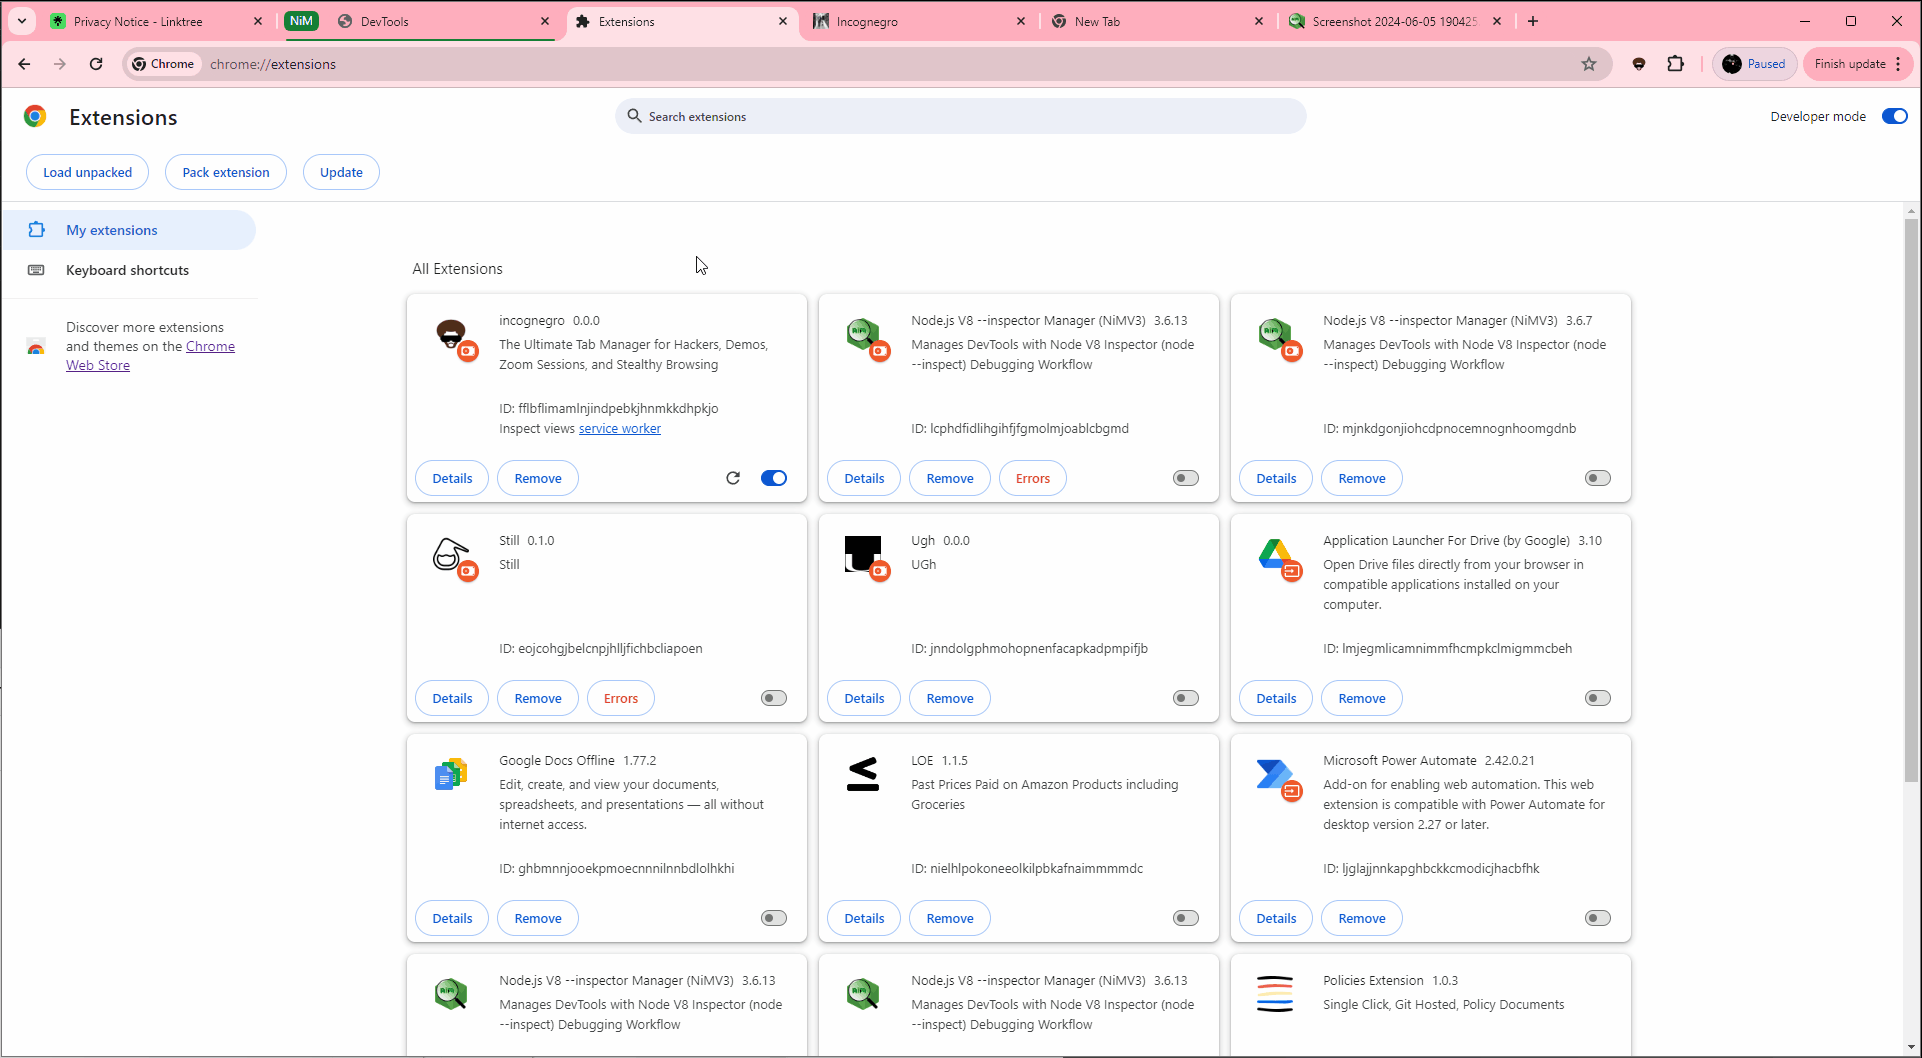 Privacy Notice - Linktree
NiM
DevTools
Extensions
Incognegro
New Tab
Screenshot 2024-06-05 190425
Chrome
chrome://extensions
Paused
Finish update
Extensions
Search extensions
Developer mode
Load unpacked
Pack extension
Update
My extensions
Keyboard shortcuts
Discover more extensions
and themes on the Chrome
Web Store
All Extensions
incognegro 0.0.0
The Ultimate Tab Manager for Hackers, Demos,
Zoom Sessions, and Stealthy Browsing
ID: fflbflimamlnjindpebkjhnmkkdhpkjo
Inspect views service worker
Details
Remove
Node.js V8 --inspector Manager (NiMV3) 3.6.13
Manages DevTools with Node V8 Inspector (node
--inspect) Debugging Workflow
ID: lcphdfidlihgihfjfgmolmjoablcbgmd
Details
Remove
Errors
Node.js V8 --inspector Manager (NiMV3) 3.6.7
Manages DevTools with Node V8 Inspector (node
--inspect) Debugging Workflow
ID: mjnkdgonjiohcdpnocemnognhoomgdnb
Details
Remove
Still 0.1.0
Still
ID: eojcohgjbelcnpjhlljfichbcliapoen
Details
Remove
Errors
Ugh 0.0.0
UGh
ID: jnndolgphmohopnenfacapkadpmpifjb
Details
Remove
Application Launcher For Drive (by Google) 3.10
Open Drive files directly from your browser in
compatible applications installed on your
computer.
ID: lmjegmlicamnimmfhcmpkclmigmmcbeh
Details
Remove
Google Docs Offline 1.77.2
Edit, create, and view your documents,
spreadsheets, and presentations — all without
internet access.
ID: ghbmnnjooekpmoecnnnilnnbdlolhkhi
Details
Remove
LOE 1.1.5
Past Prices Paid on Amazon Products including
Groceries
ID: nielhlpokoneeolkilpbkafnaimmmmdc
Details
Remove
Microsoft Power Automate 2.42.0.21
Add-on for enabling web automation. This web
extension is compatible with Power Automate for
desktop version 2.27 or later.
ID: ljglajjnnkapghbckkcmodicjhacbfhk
Details
Remove
Node.js V8 --inspector Manager (NiMV3) 3.6.13
Manages DevTools with Node V8 Inspector (node
--inspect) Debugging Workflow
Node.js V8 --inspector Manager (NiMV3) 3.6.13
Manages DevTools with Node V8 Inspector (node
--inspect) Debugging Workflow
Policies Extension 1.0.3
Single Click, Git Hosted, Policy Documents